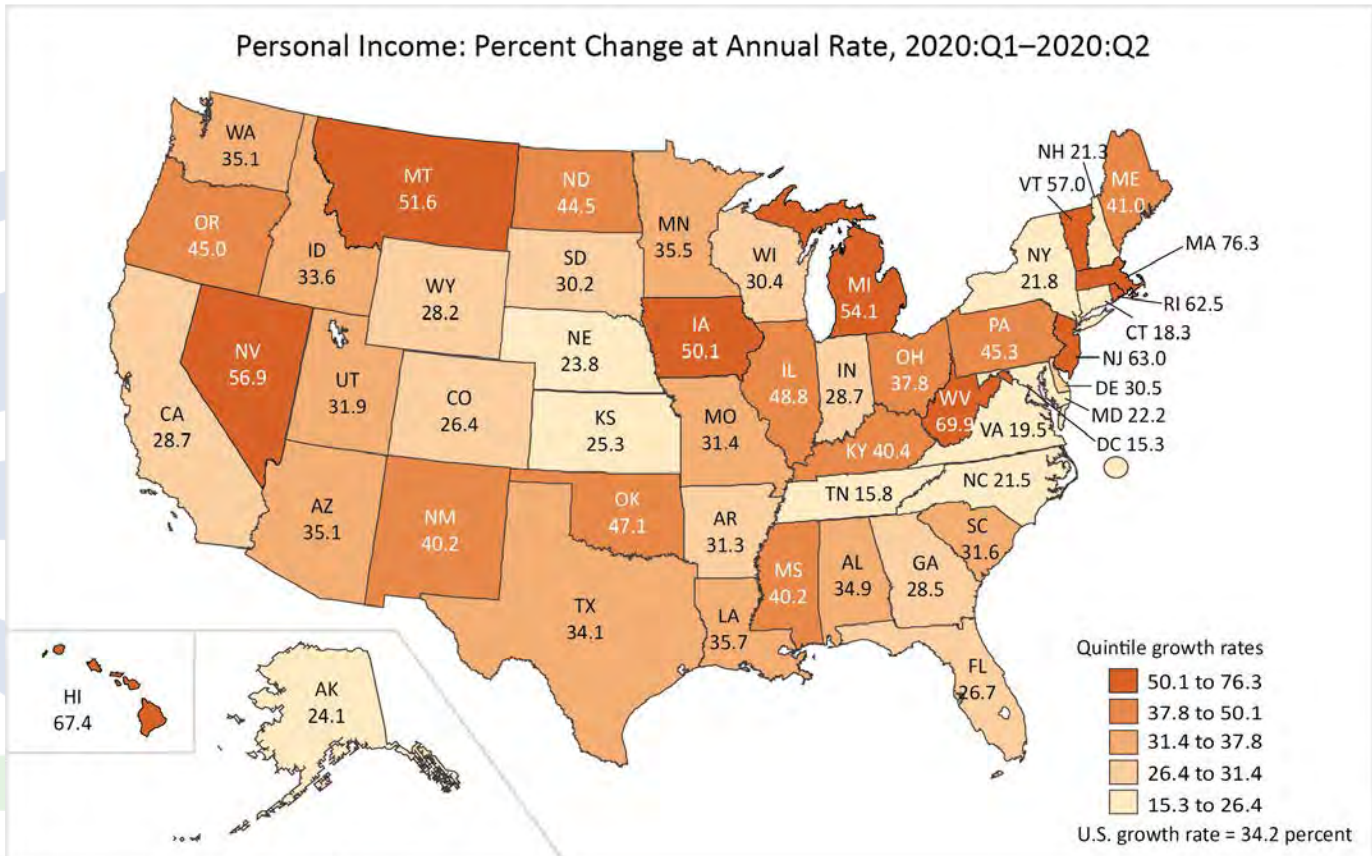 Personal Income: Percent Change at Annual Rate, 2020:Q1–2020:Q2
WA
35.1
MT
51.6
ND
44.5
MN
35.5
OR
45.0
ID
33.6
WY
28.2
SD
30.2
WI
30.4
MI
54.1
NH 21.3
VT 57.0
ME
41.0
NY
21.8
MA 76.3
RI 62.5
CT 18.3
NJ 63.0
DE 30.5
MD 22.2
DC 15.3
CA
28.7
NV
56.9
UT
31.9
CO
26.4
NE
23.8
KS
25.3
IA
50.1
MO
31.4
IL
48.8
IN
28.7
OH
37.8
PA
45.3
WV
69.9
VA 19.5
KY 40.4
TN 15.8
NC 21.5
AZ
35.1
NM
40.2
OK
47.1
AR
31.3
SC
31.6
TX
34.1
LA
35.7
MS
40.2
AL
34.9
GA
28.5
FL
26.7
HI
67.4
AK
24.1
Quintile growth rates
50.1 to 76.3
37.8 to 50.1
31.4 to 37.8
26.4 to 31.4
15.3 to 26.4
U.S. growth rate = 34.2 percent